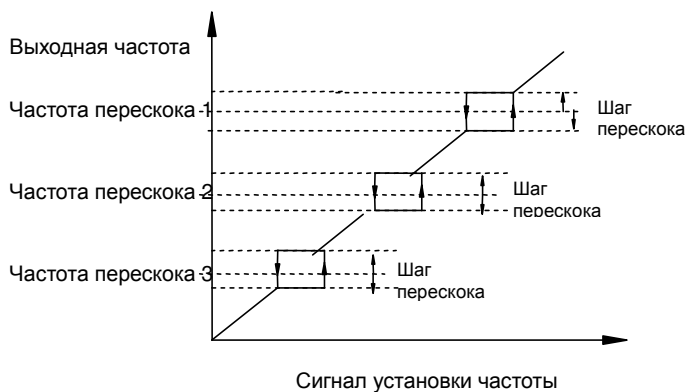 Выходная частота
Частота перескока 1
Шаг
перескока
Частота перескока 2
Шаг
перескока
Частота перескока 3
Шаг
перескока
Сигнал установки частоты